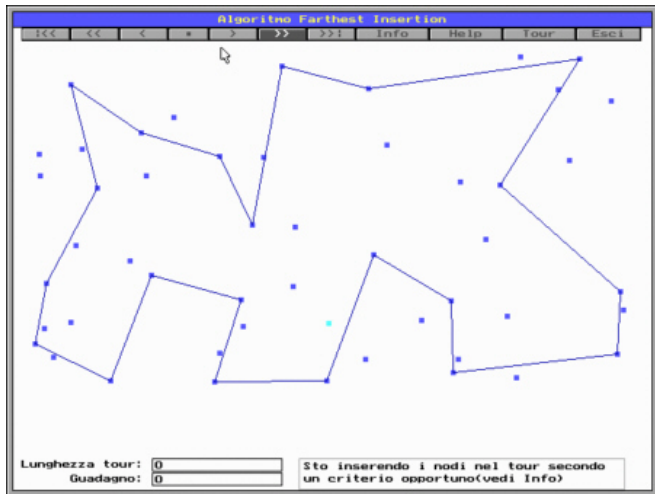 Algoritmo Farthest Insertion
:<< << < ▪ > >> >>: Info Help Tour Esci
Lunghezza tour: 0
Guadagno: 0
Sto inserendo i nodi nel tour secondo
un criterio opportuno(vedi Info)